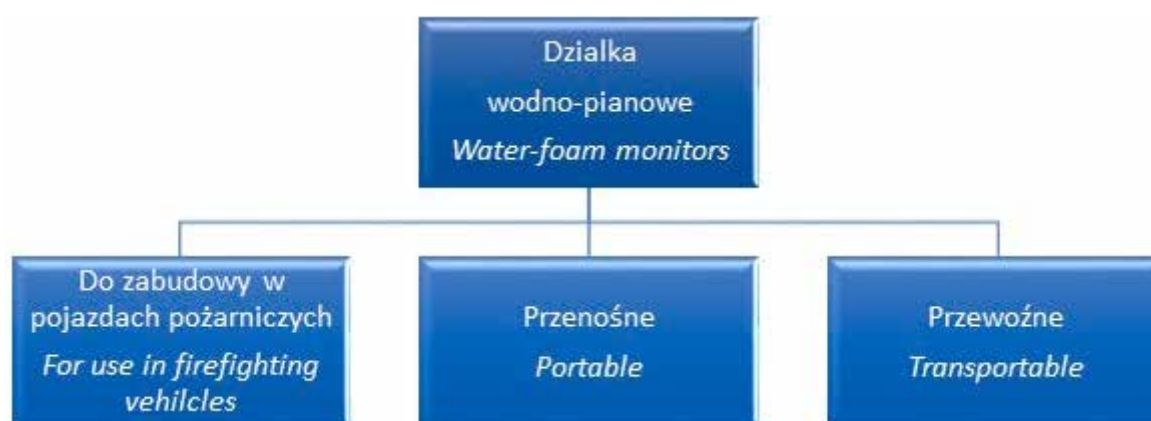 Dzialka
wodno-pianowe
Water-foam monitors
Do zabudowy w
pojazdach pożarniczych
For use in firefighting
vehilcles
Przenośne
Portable
Przewoźne
Transportable